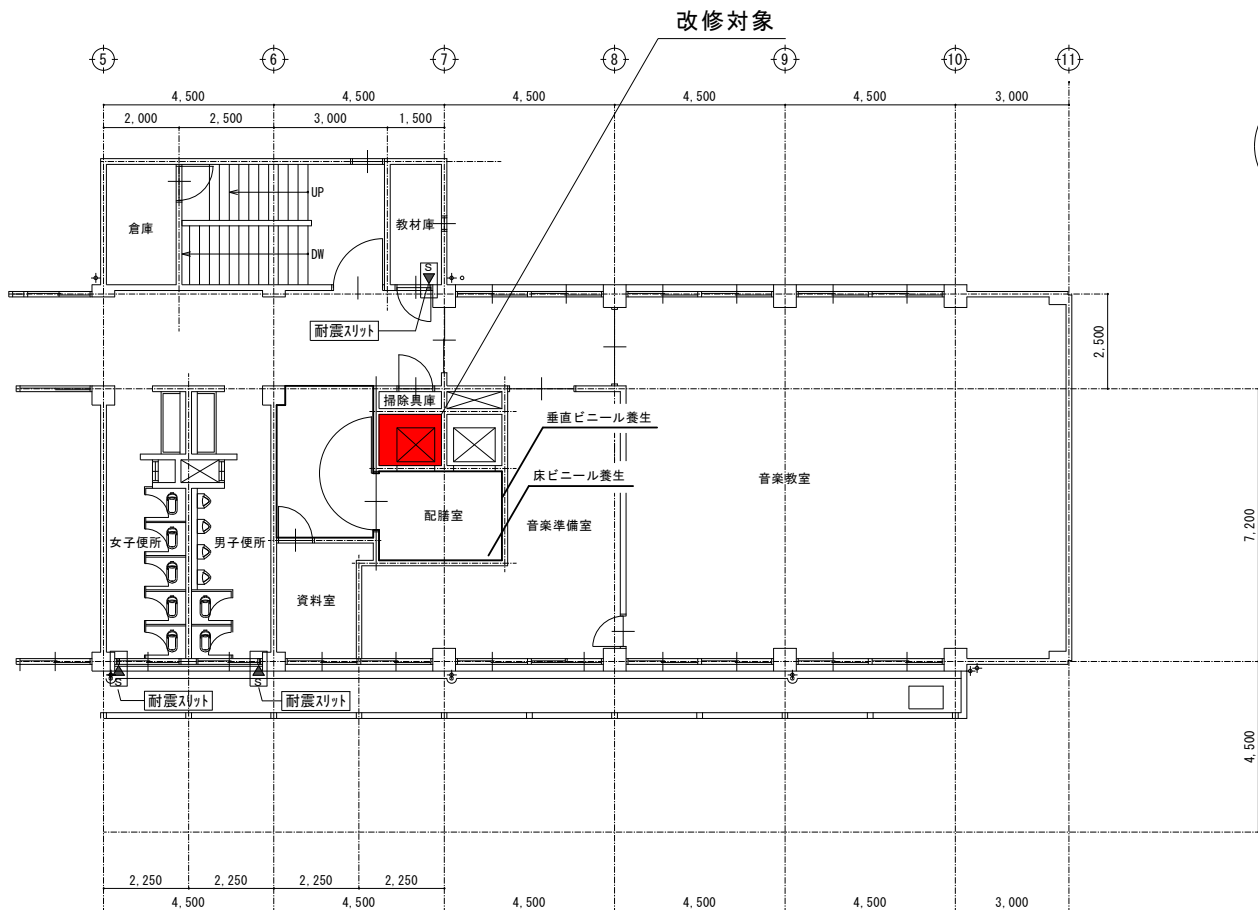 改修対象
5 6 7 8 9 10 11
4,500 4,500 4,500 4,500 4,500 3,000
2,000 2,500 3,000 1,500
UP
倉庫
教材庫
DW
S
耐震スリット
2,500
掃除具庫
垂直ビニール養生
床ビニール養生
音楽教室
配膳室
音楽準備室
女子便所
男子便所
7,200
資料室
S
S
耐震スリット
耐震スリット
4,500
2,250 2,250 2,250 2,250
4,500 4,500 4,500 4,500 4,500 3,000